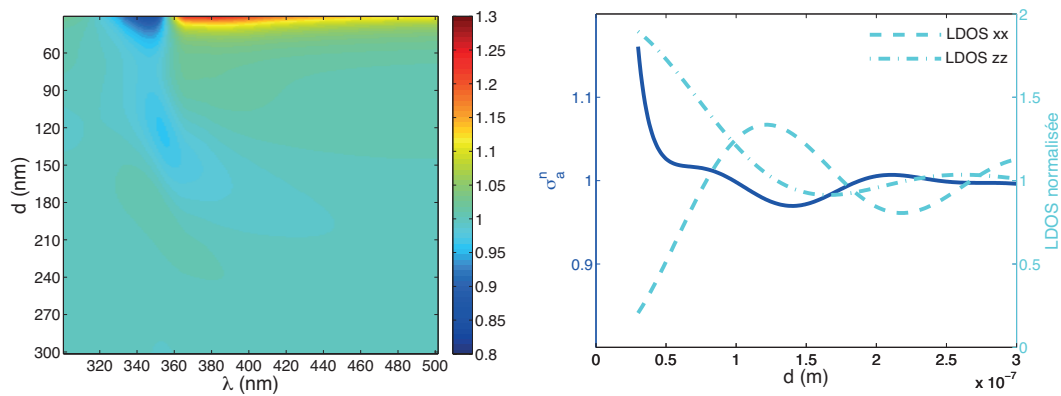 60
90
120
150
180
210
240
270
300
d (nm)
320 340 360 380 400 420 440 460 480 500
λ (nm)
1.3
1.25
1.2
1.15
1.1
1.05
1
0.95
0.9
0.85
0.8
1.1
1
0.9
σₐⁿ
LDOS xx
LDOS zz
2
1.5
1
0.5
0
LDOS normalisée
0 0.5 1 1.5 2 2.5 3
d (m)
x 10⁻⁷